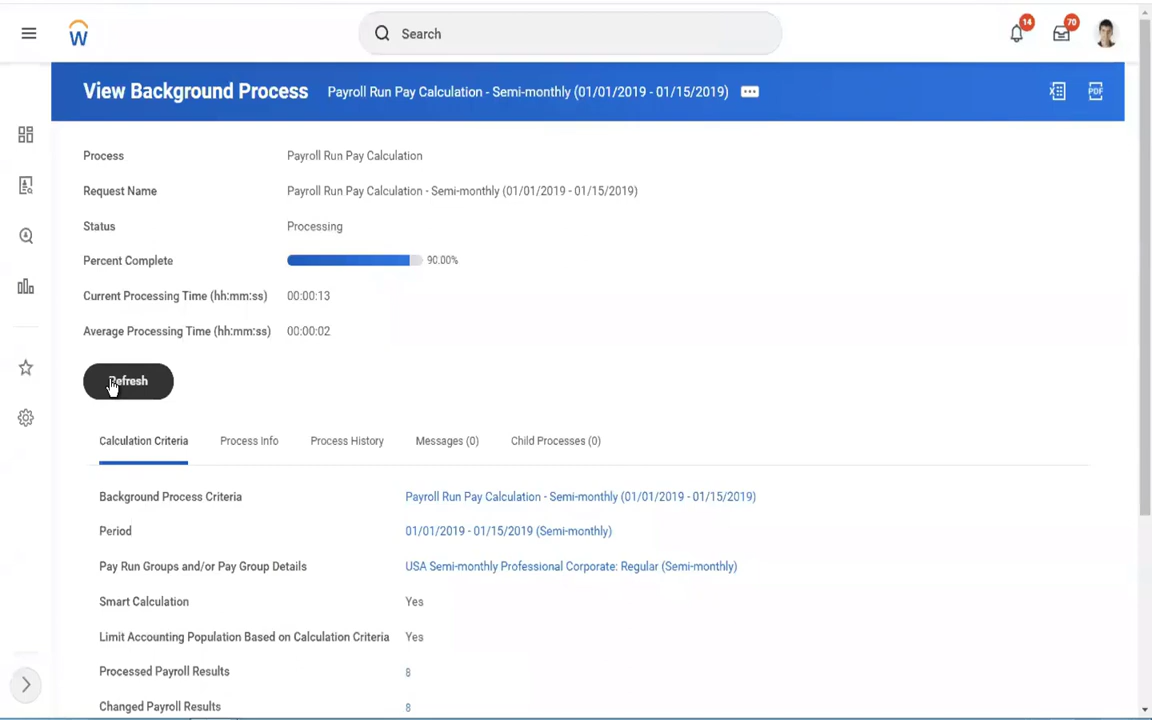 W
Search
14
70
View Background Process Payroll Run Pay Calculation - Semi-monthly (01/01/2019 - 01/15/2019)
PDF
Process Payroll Run Pay Calculation
Request Name Payroll Run Pay Calculation - Semi-monthly (01/01/2019 - 01/15/2019)
Status Processing
Percent Complete 90.00%
Current Processing Time (hh:mm:ss) 00:00:13
Average Processing Time (hh:mm:ss) 00:00:02
Refresh
Calculation Criteria Process Info Process History Messages (0) Child Processes (0)
Background Process Criteria Payroll Run Pay Calculation - Semi-monthly (01/01/2019 - 01/15/2019)
Period 01/01/2019 - 01/15/2019 (Semi-monthly)
Pay Run Groups and/or Pay Group Details USA Semi-monthly Professional Corporate: Regular (Semi-monthly)
Smart Calculation Yes
Limit Accounting Population Based on Calculation Criteria Yes
Processed Payroll Results 8
Changed Payroll Results 8